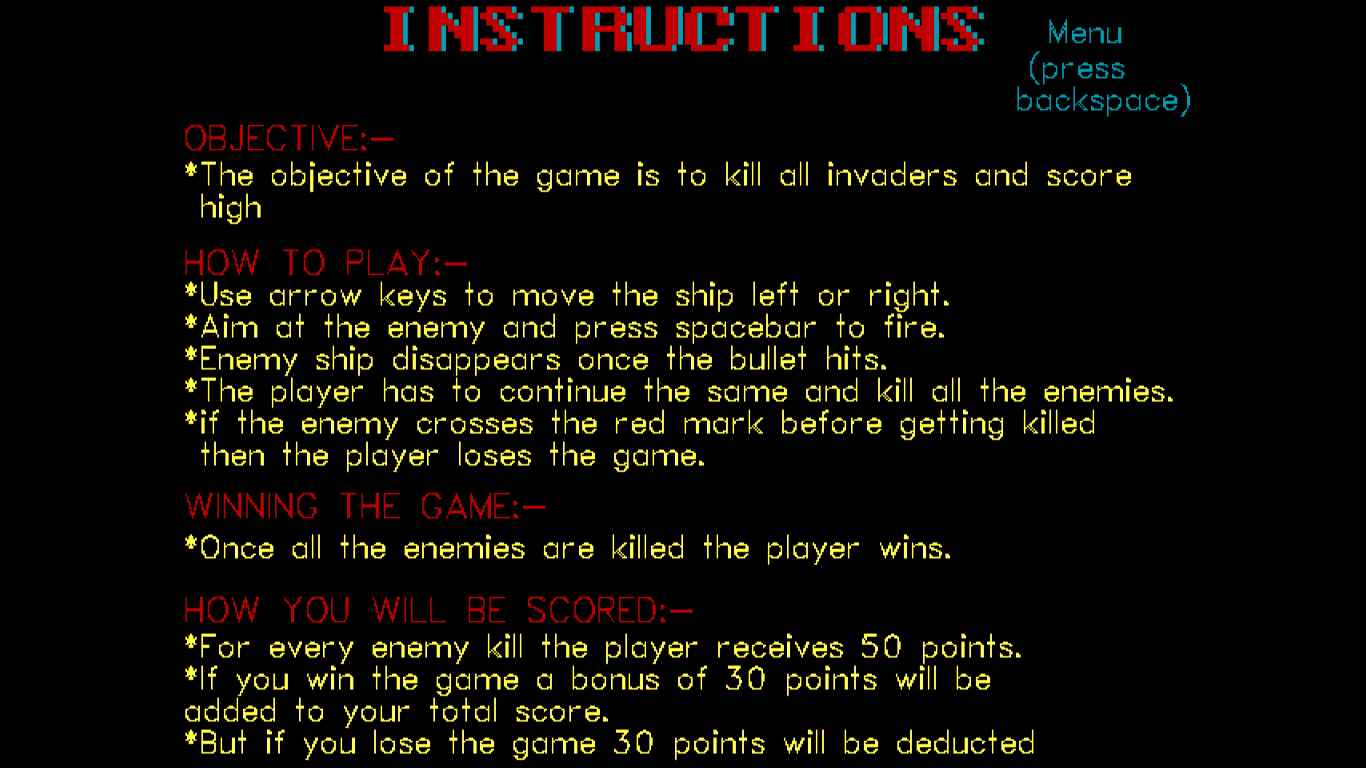 INSTRUCTIONS
Menu
(press
backspace)
OBJECTIVE:-
*The objective of the game is to kill all invaders and score
high
HOW TO PLAY:-
*Use arrow keys to move the ship left or right.
*Aim at the enemy and press spacebar to fire.
*Enemy ship disappears once the bullet hits.
*The player has to continue the same and kill all the enemies.
*if the enemy crosses the red mark before getting killed
then the player loses the game.
WINNING THE GAME:-
*Once all the enemies are killed the player wins.
HOW YOU WILL BE SCORED:-
*For every enemy kill the player receives 50 points.
*If you win the game a bonus of 30 points will be
added to your total score.
*But if you lose the game 30 points will be deducted